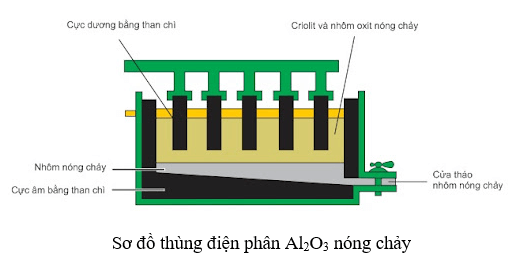 Cực dương bằng than chì
Criolit và nhôm oxit nóng chảy
Nhôm nóng chảy
Cực âm bằng than chì
Cửa tháo
nhôm nóng chảy
Sơ đồ thùng điện phân Al₂O₃ nóng chảy